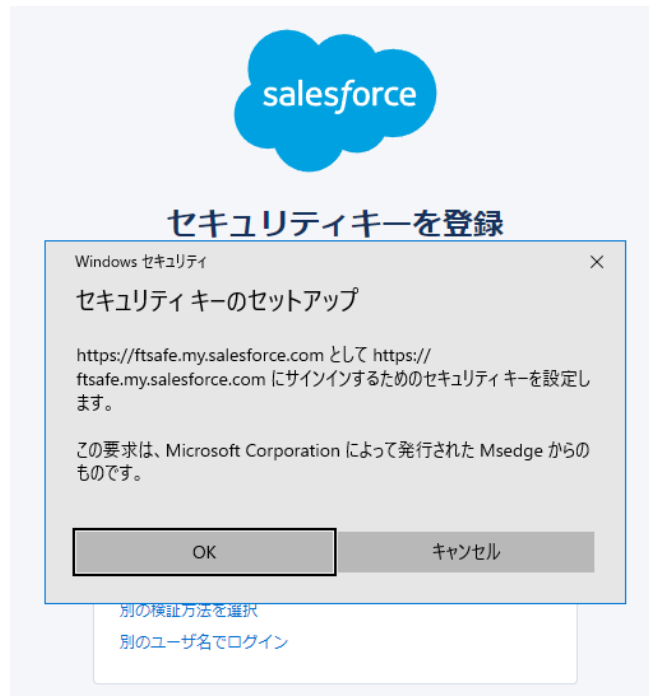 salesforce
セキュリティキーを登録
Windows セキュリティ
セキュリティ キーのセットアップ
https://ftsafe.my.salesforce.com として https://
ftsafe.my.salesforce.com にサインインするためのセキュリティ キーを設定し
ます。
この要求は、Microsoft Corporation によって発行された Msedge からの
ものです。
OK
キャンセル
別の検証方法を選択
別のユーザ名でログイン